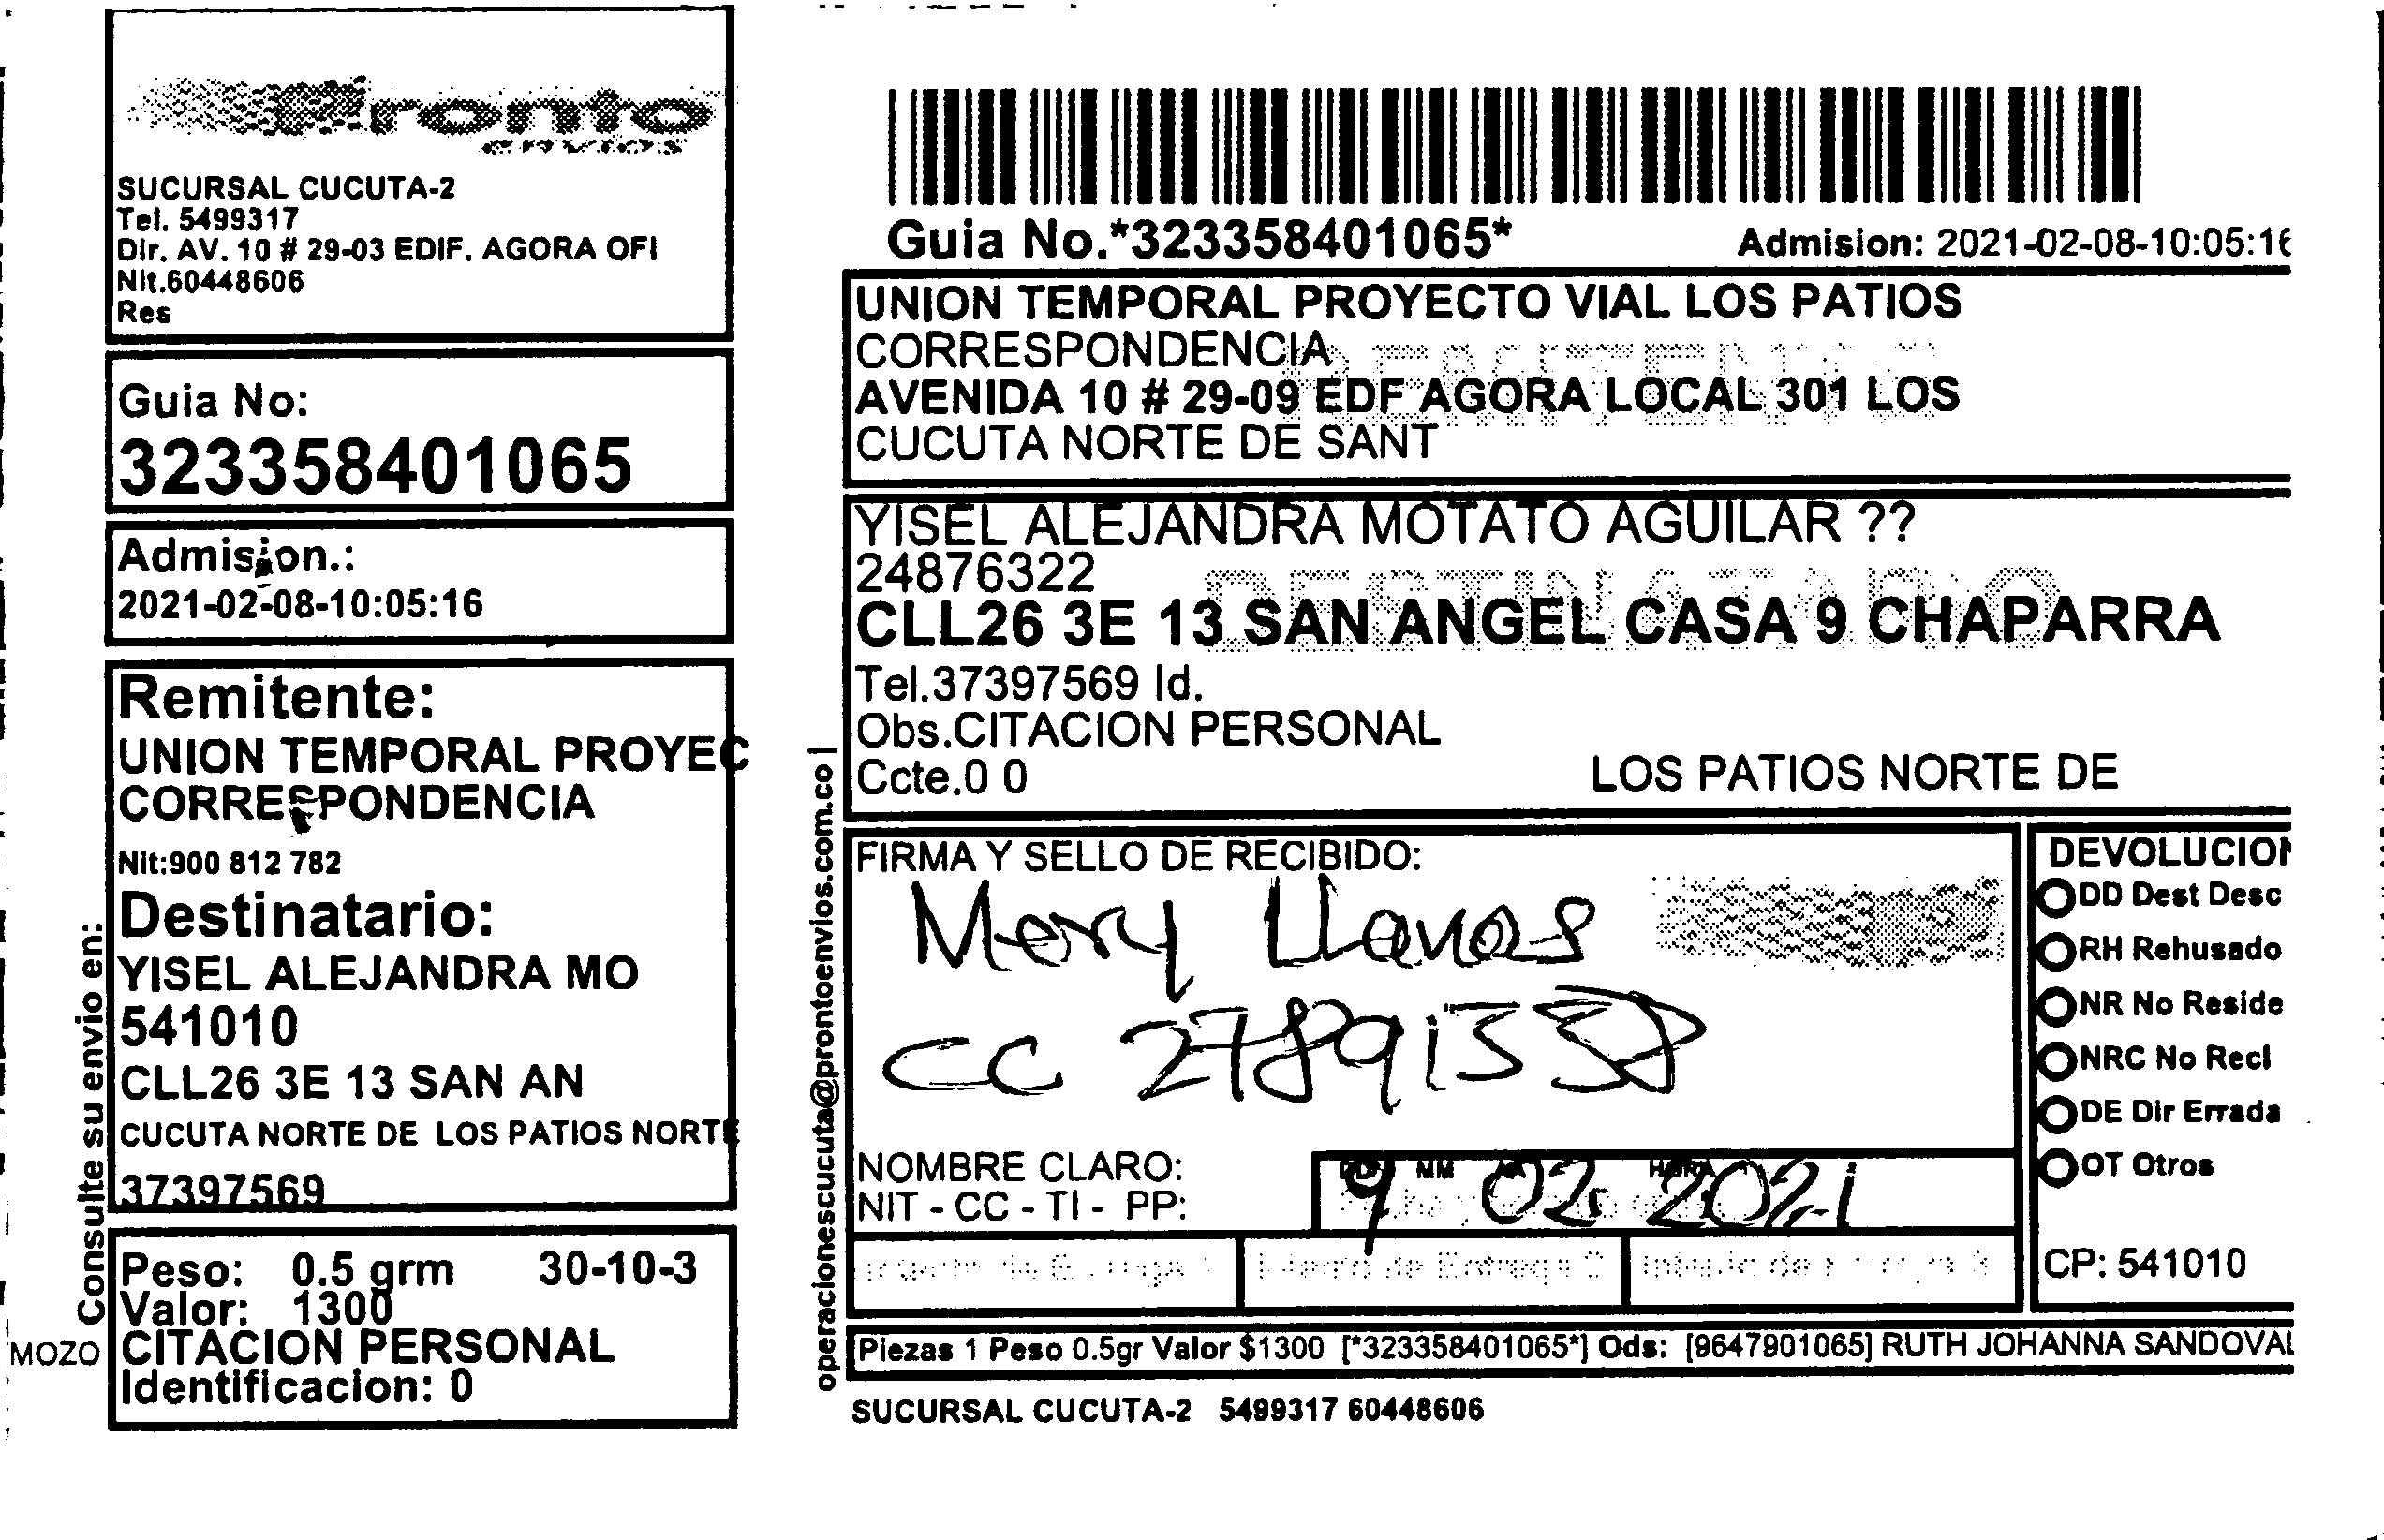 Pronto
envios
SUCURSAL CUCUTA-2
Tel. 5499317
Dir. AV. 10 # 29-03 EDIF. AGORA OFI
Nit.60448606
Res
Guia No:
323358401065
Admision.:
2021-02-08-10:05:16
Remitente:
UNION TEMPORAL PROYEC
CORRESPONDENCIA
Nit:900 812 782
Destinatario:
YISEL ALEJANDRA MO
541010
CLL26 3E 13 SAN AN
CUCUTA NORTE DE LOS PATIOS NORTE
37397569
Peso: 0.5 grm 30-10-3
Valor: 1300
CITACION PERSONAL
Identificacion: 0
Consulte su envio en:
MOZO
operacionescucuta@prontoenvios.com.co |
Guia No.*323358401065* Admision: 2021-02-08-10:05:16
UNION TEMPORAL PROYECTO VIAL LOS PATIOS
CORRESPONDENCIA
AVENIDA 10 # 29-09 EDF AGORA LOCAL 301 LOS
CUCUTA NORTE DE SANT
YISEL ALEJANDRA MOTATO AGUILAR ??
24876322
DESTINATARIO
CLL26 3E 13 SAN ANGEL CASA 9 CHAPARRA
Tel.37397569 Id.
Obs.CITACION PERSONAL
Ccte.0 0 LOS PATIOS NORTE DE
FIRMA Y SELLO DE RECIBIDO:
Mery Llanos
CC
NOMBRE CLARO:
NIT - CC - TI - PP:
MM HORA
9 02 2021
DEVOLUCION
DD Dest Desc
RH Rehusado
NR No Reside
NRC No Recl
DE Dir Errada
OT Otros
CP: 541010
Piezas 1 Peso 0.5gr Valor $1300 [*323358401065*] Ods: [9647901065] RUTH JOHANNA SANDOVAL
SUCURSAL CUCUTA-2 5499317 60448606